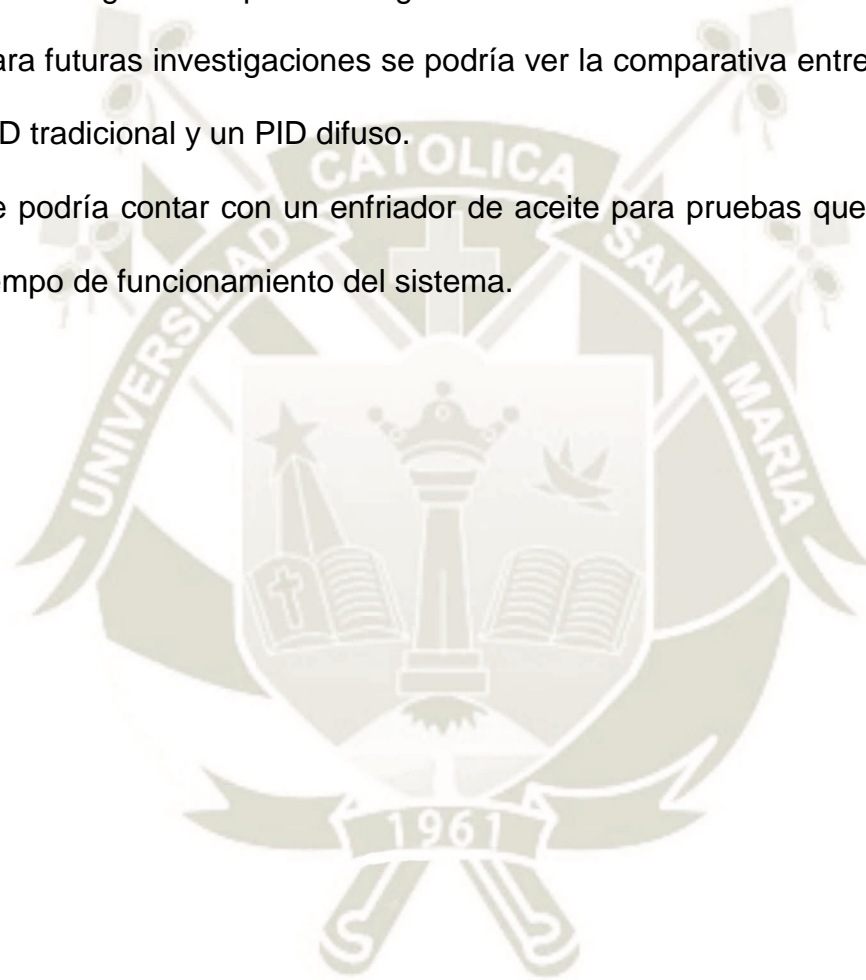 ara futuras investigaciones se podría ver la comparativa entre
D tradicional y un PID difuso.
e podría contar con un enfriador de aceite para pruebas que
empo de funcionamiento del sistema.
UNIVERSIDAD CATOLICA SANTA MARIA
1961